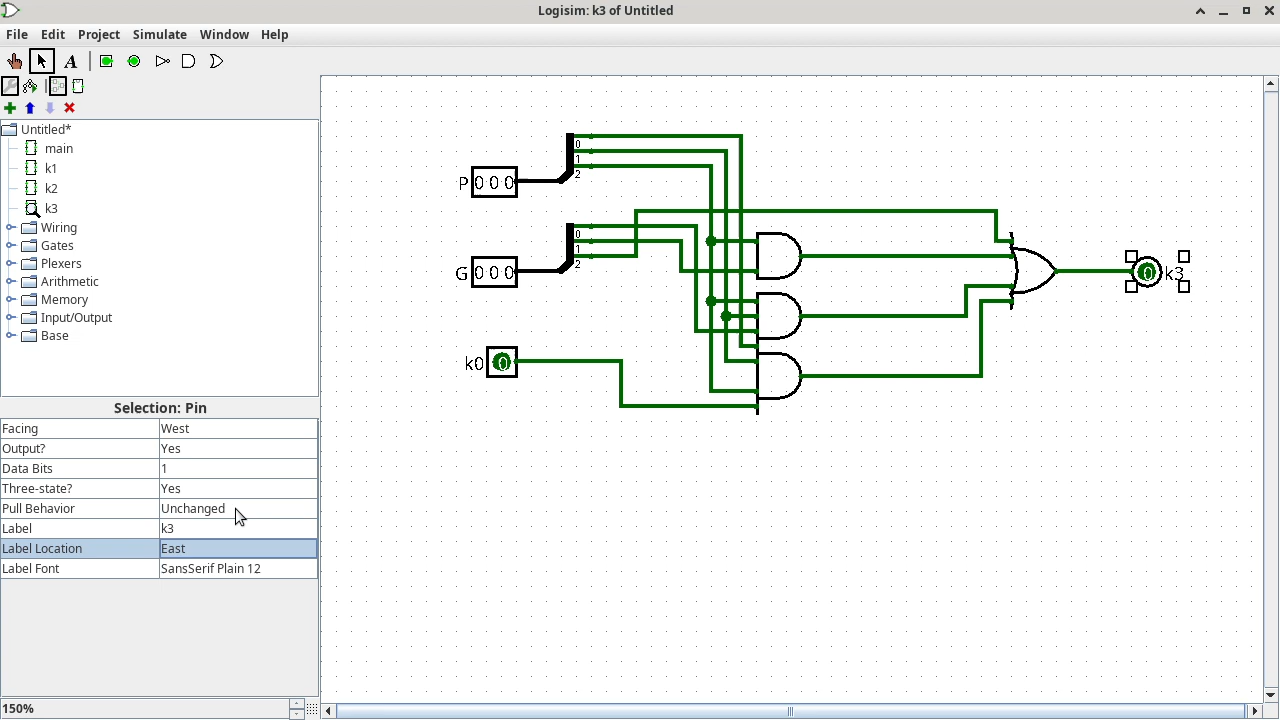 Logisim: k3 of Untitled
File Edit Project Simulate Window Help
A
Untitled*
main
k1
k2
k3
Wiring
Gates
Plexers
Arithmetic
Memory
Input/Output
Base
Selection: Pin
Facing West
Output? Yes
Data Bits 1
Three-state? Yes
Pull Behavior Unchanged
Label k3
Label Location East
Label Font SansSerif Plain 12
150%
0
1
2
P 0 0 0
0
1
2
G 0 0 0
k0 0
0 k3